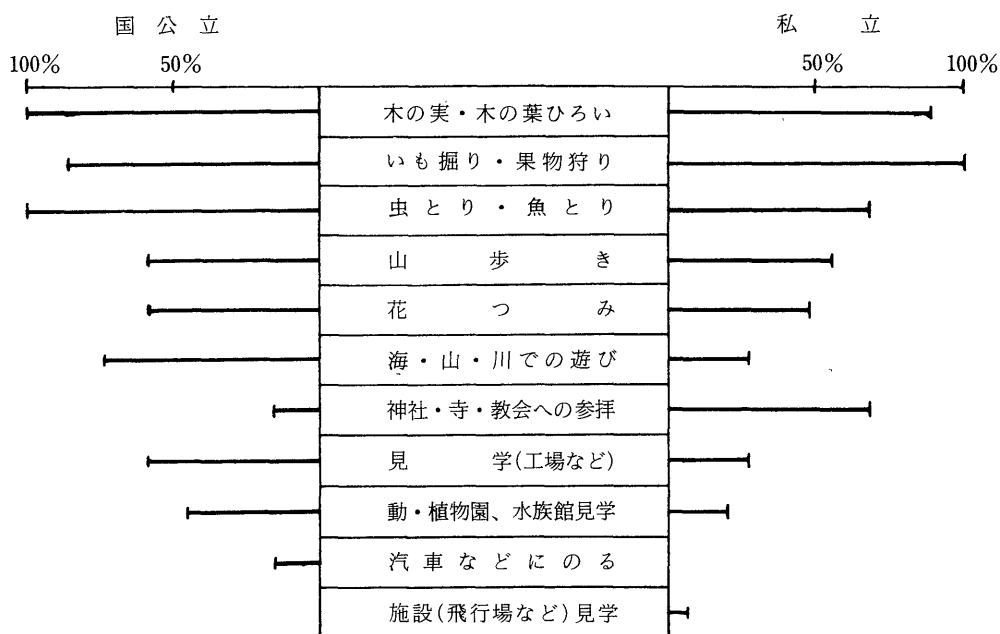 国公立 私立
100% 50% 50% 100%
木の実・木の葉ひろい
いも掘り・果物狩り
虫とり・魚とり
山歩き
花つみ
海・山・川での遊び
神社・寺・教会への参拝
見学(工場など)
動・植物園、水族館見学
汽車などにのる
施設(飛行場など)見学